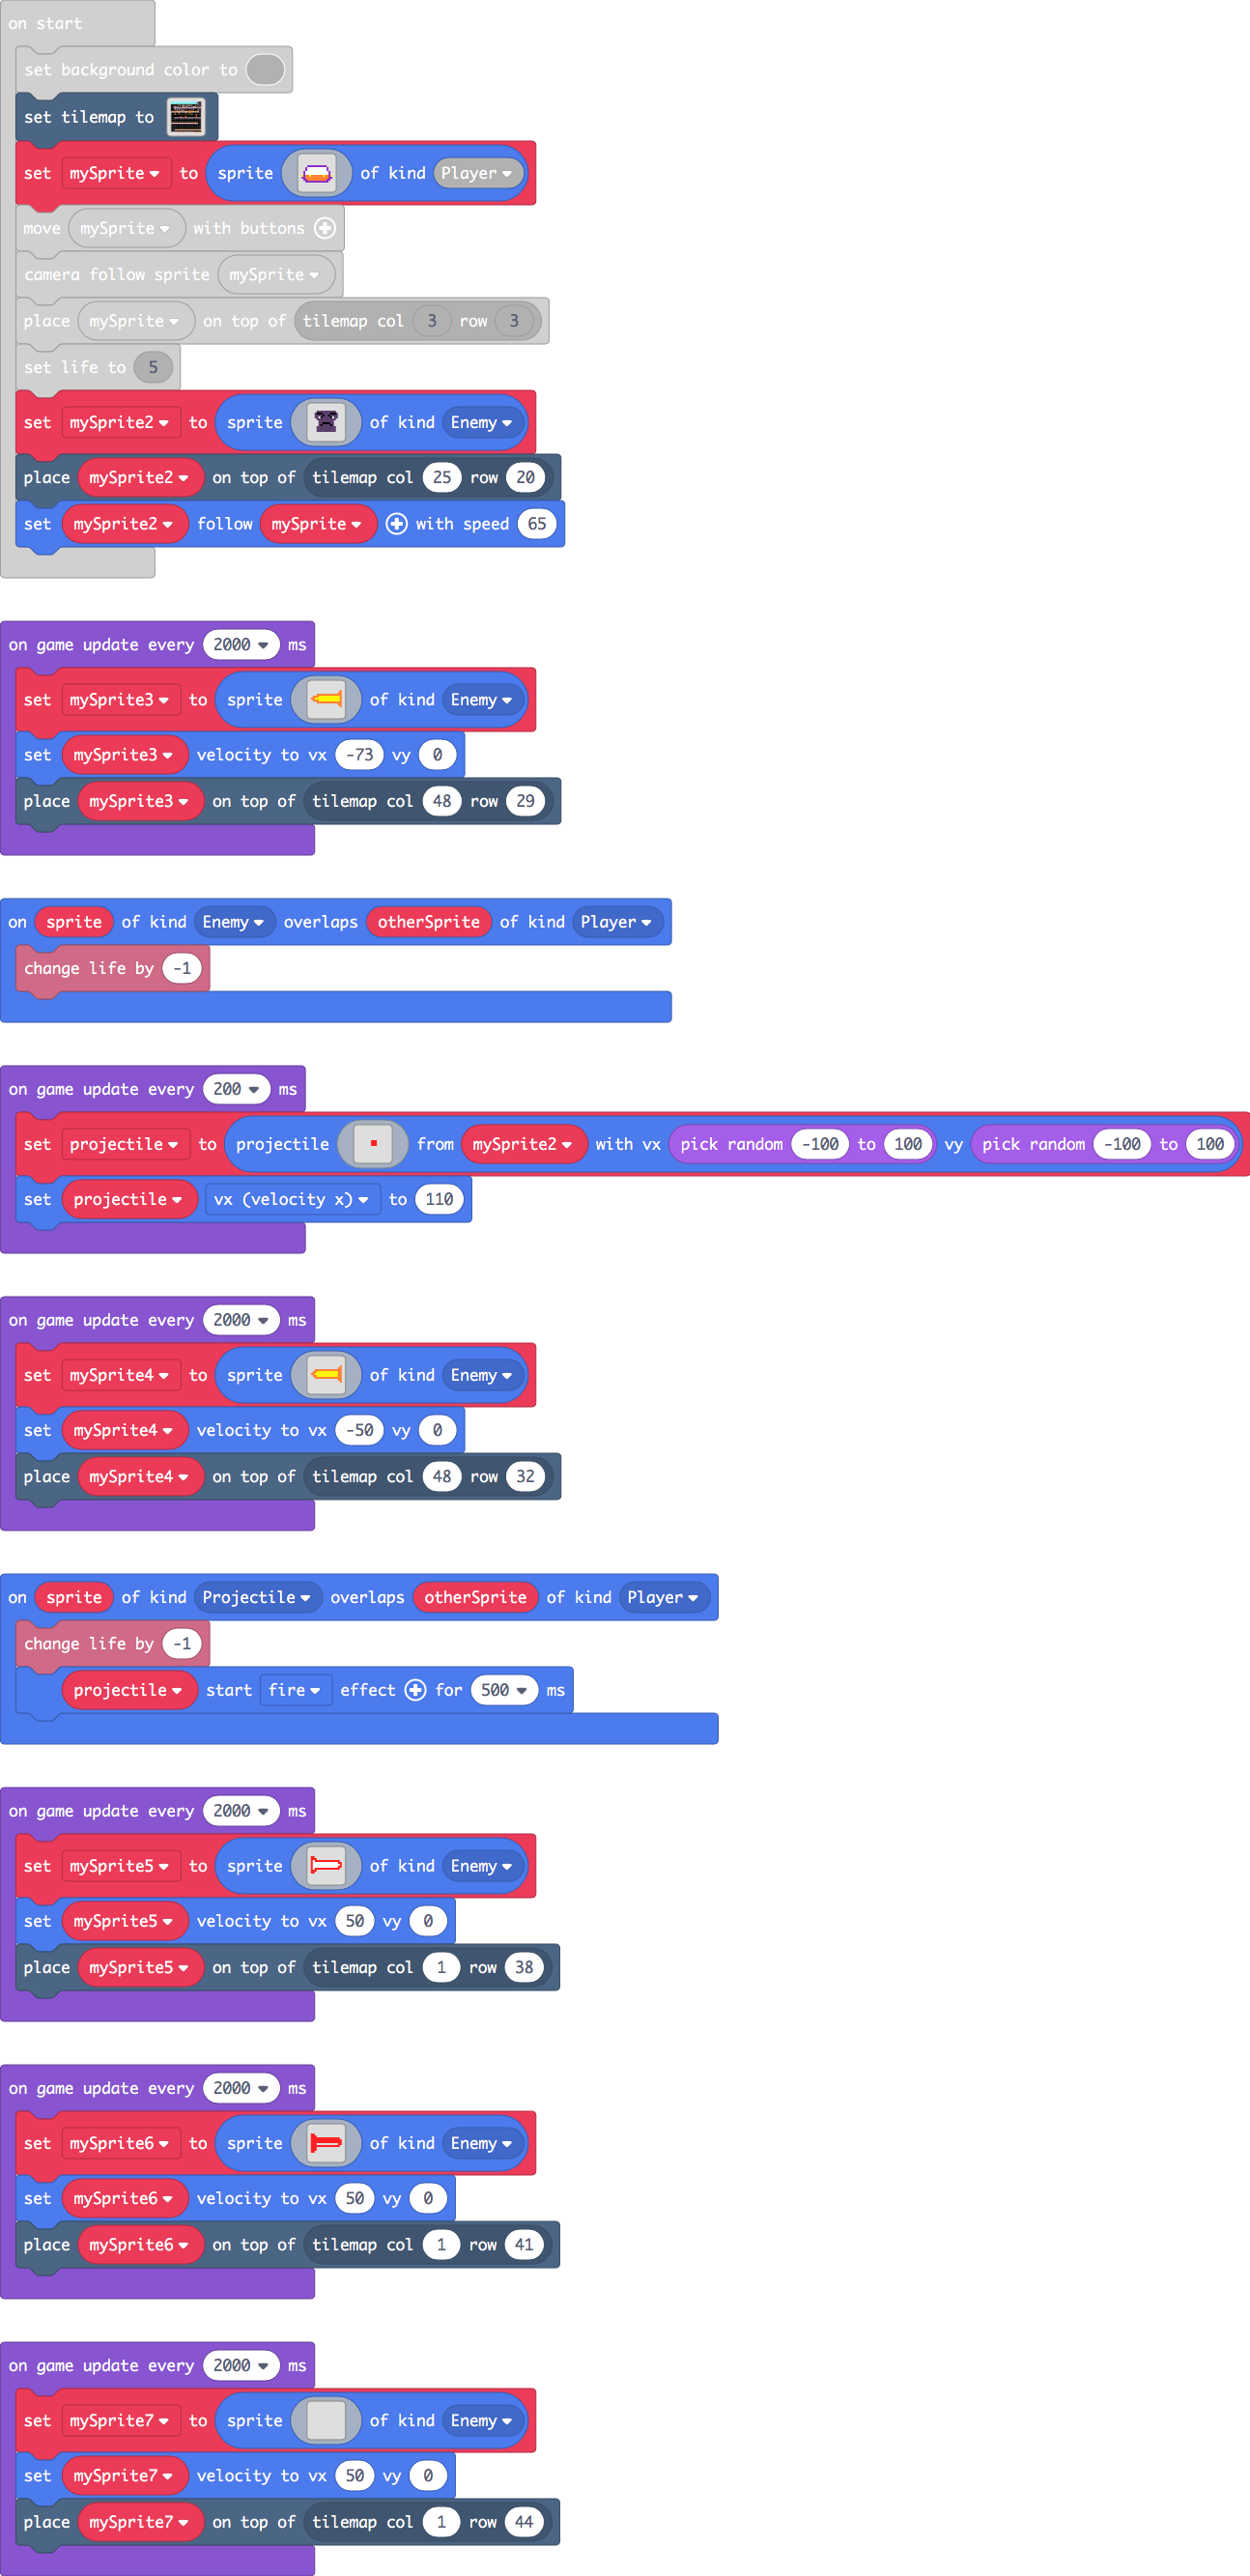 on start
set background color to
set tilemap to
set mySprite to sprite of kind Player
move mySprite with buttons
camera follow sprite mySprite
place mySprite on top of tilemap col 3 row 3
set life to 5
set mySprite2 to sprite of kind Enemy
place mySprite2 on top of tilemap col 25 row 20
set mySprite2 follow mySprite with speed 65
on game update every 2000 ms
set mySprite3 to sprite of kind Enemy
set mySprite3 velocity to vx -73 vy 0
place mySprite3 on top of tilemap col 48 row 29
on sprite of kind Enemy overlaps otherSprite of kind Player
change life by -1
on game update every 200 ms
set projectile to projectile from mySprite2 with vx pick random -100 to 100 vy pick random -100 to 100
set projectile vx (velocity x) to 110
on game update every 2000 ms
set mySprite4 to sprite of kind Enemy
set mySprite4 velocity to vx -50 vy 0
place mySprite4 on top of tilemap col 48 row 32
on sprite of kind Projectile overlaps otherSprite of kind Player
change life by -1
projectile start fire effect for 500 ms
on game update every 2000 ms
set mySprite5 to sprite of kind Enemy
set mySprite5 velocity to vx 50 vy 0
place mySprite5 on top of tilemap col 1 row 38
on game update every 2000 ms
set mySprite6 to sprite of kind Enemy
set mySprite6 velocity to vx 50 vy 0
place mySprite6 on top of tilemap col 1 row 41
on game update every 2000 ms
set mySprite7 to sprite of kind Enemy
set mySprite7 velocity to vx 50 vy 0
place mySprite7 on top of tilemap col 1 row 44